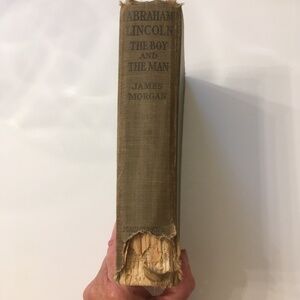 ABRAHAM
LINCOLN
THE BOY
AND
THE MAN
JAMES
MORGAN